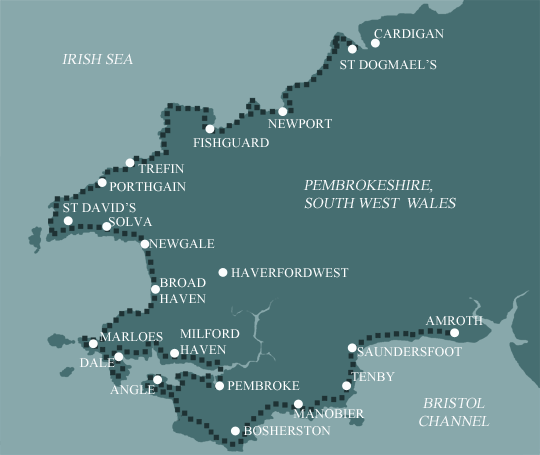 CARDIGAN
IRISH SEA
ST DOGMAEL'S
NEWPORT
FISHGUARD
TREFIN
PORTHGAIN
PEMBROKESHIRE,
SOUTH WEST WALES
ST DAVID'S
SOLVA
NEWGALE
HAVERFORDWEST
BROAD
HAVEN
AMROTH
MARLOES
MILFORD
HAVEN
SAUNDERSFOOT
DALE
TENBY
ANGLE
PEMBROKE
BRISTOL
CHANNEL
MANOBIER
BOSHERSTON